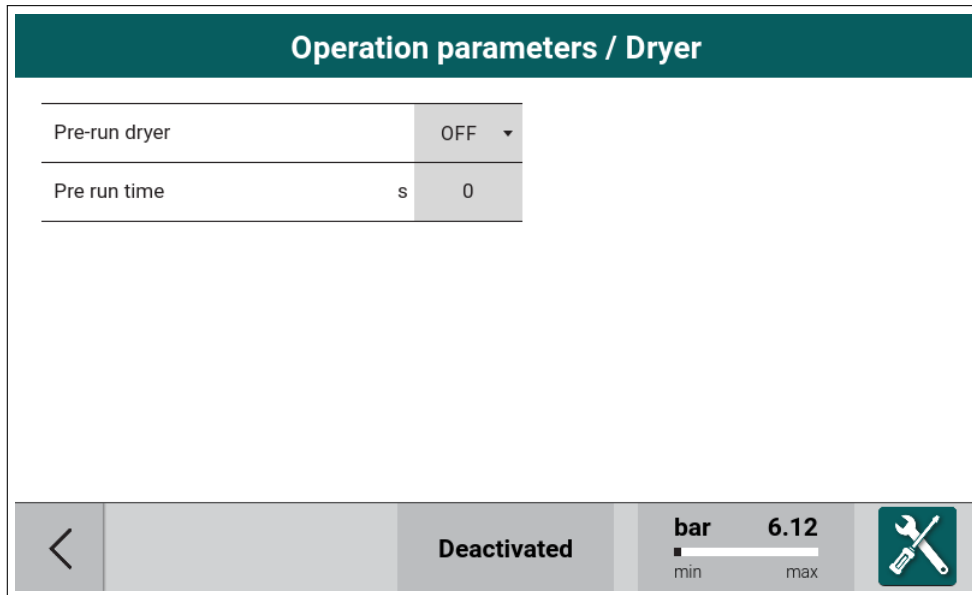 Operation parameters / Dryer
Pre-run dryer OFF
Pre run time s 0
Deactivated
bar 6.12
min max